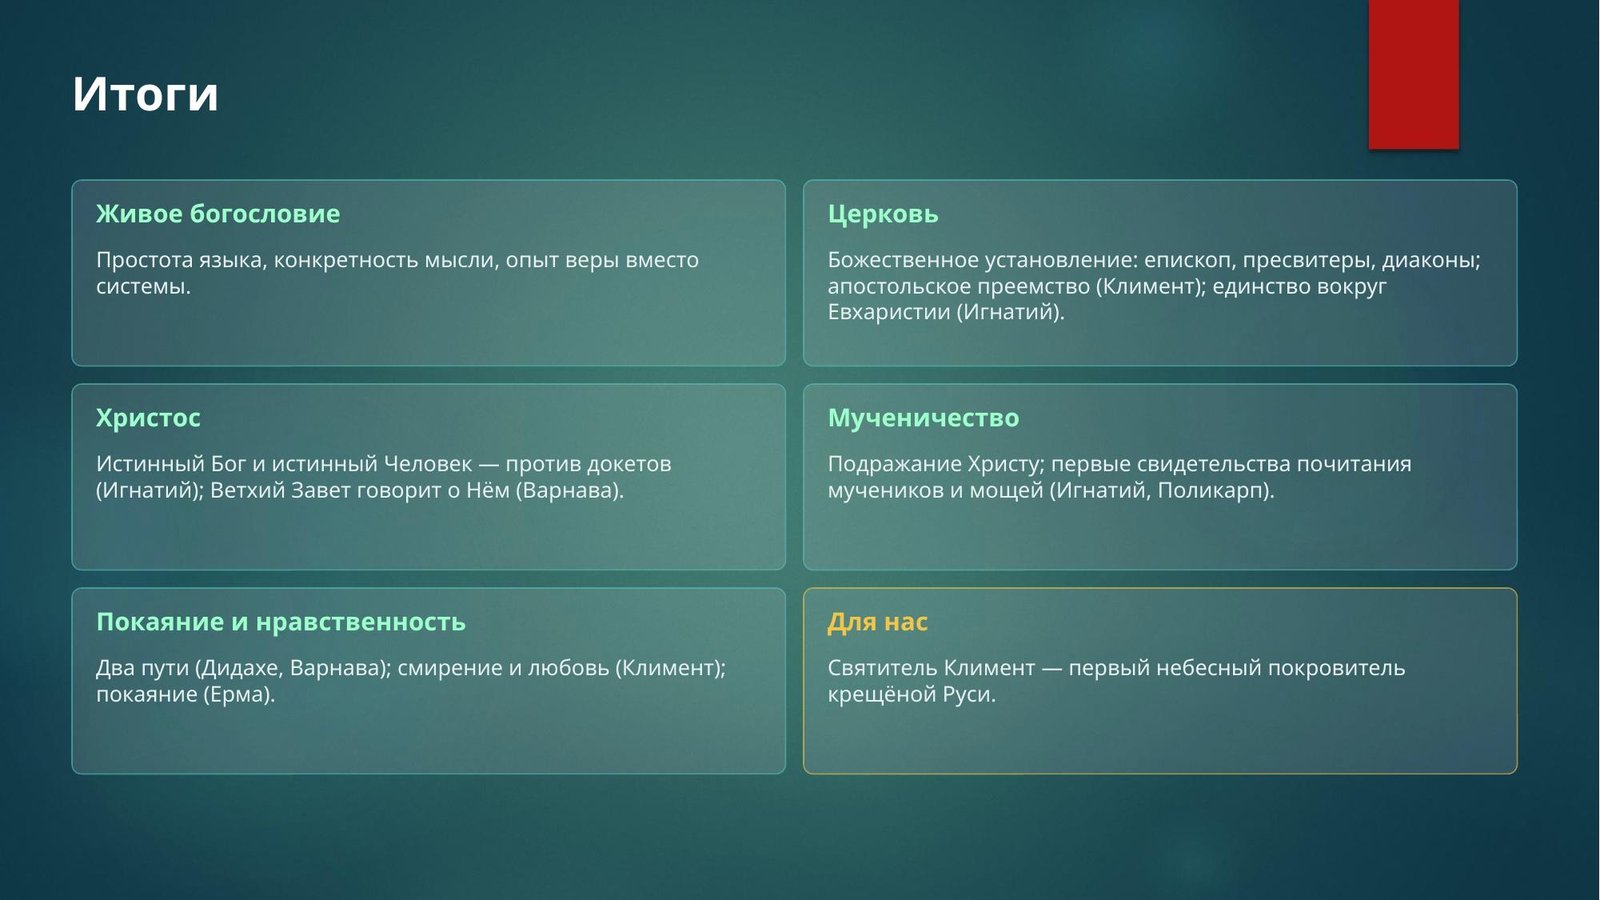 Итоги
Живое богословие
Простота языка, конкретность мысли, опыт веры вместо
системы.
Церковь
Божественное установление: епископ, пресвитеры, диаконы;
апостольское преемство (Климент); единство вокруг
Евхаристии (Игнатий).
Христос
Истинный Бог и истинный Человек — против докетов
(Игнатий); Ветхий Завет говорит о Нём (Варнава).
Мученичество
Подражание Христу; первые свидетельства почитания
мучеников и мощей (Игнатий, Поликарп).
Покаяние и нравственность
Два пути (Дидахе, Варнава); смирение и любовь (Климент);
покаяние (Ерма).
Для нас
Святитель Климент — первый небесный покровитель
крещёной Руси.